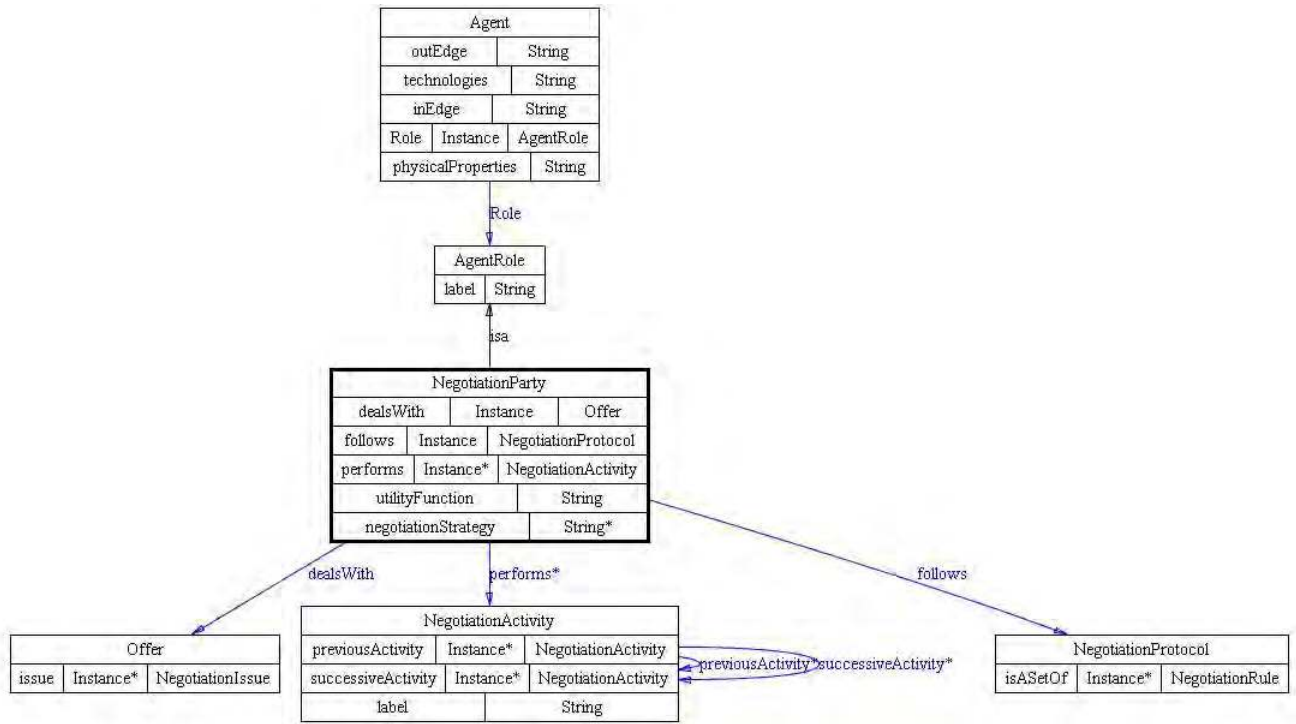 Agent
outEdge String
technologies String
inEdge String
Role Instance AgentRole
physicalProperties String
Role
AgentRole
label String
isa
NegotiationParty
dealsWith Instance Offer
follows Instance NegotiationProtocol
performs Instance* NegotiationActivity
utilityFunction String
negotiationStrategy String*
dealsWith performs* follows
Offer
issue Instance* NegotiationIssue
NegotiationActivity
previousActivity Instance* NegotiationActivity
successiveActivity Instance* NegotiationActivity
label String
previousActivity* successiveActivity*
NegotiationProtocol
isASetOf Instance* NegotiationRule